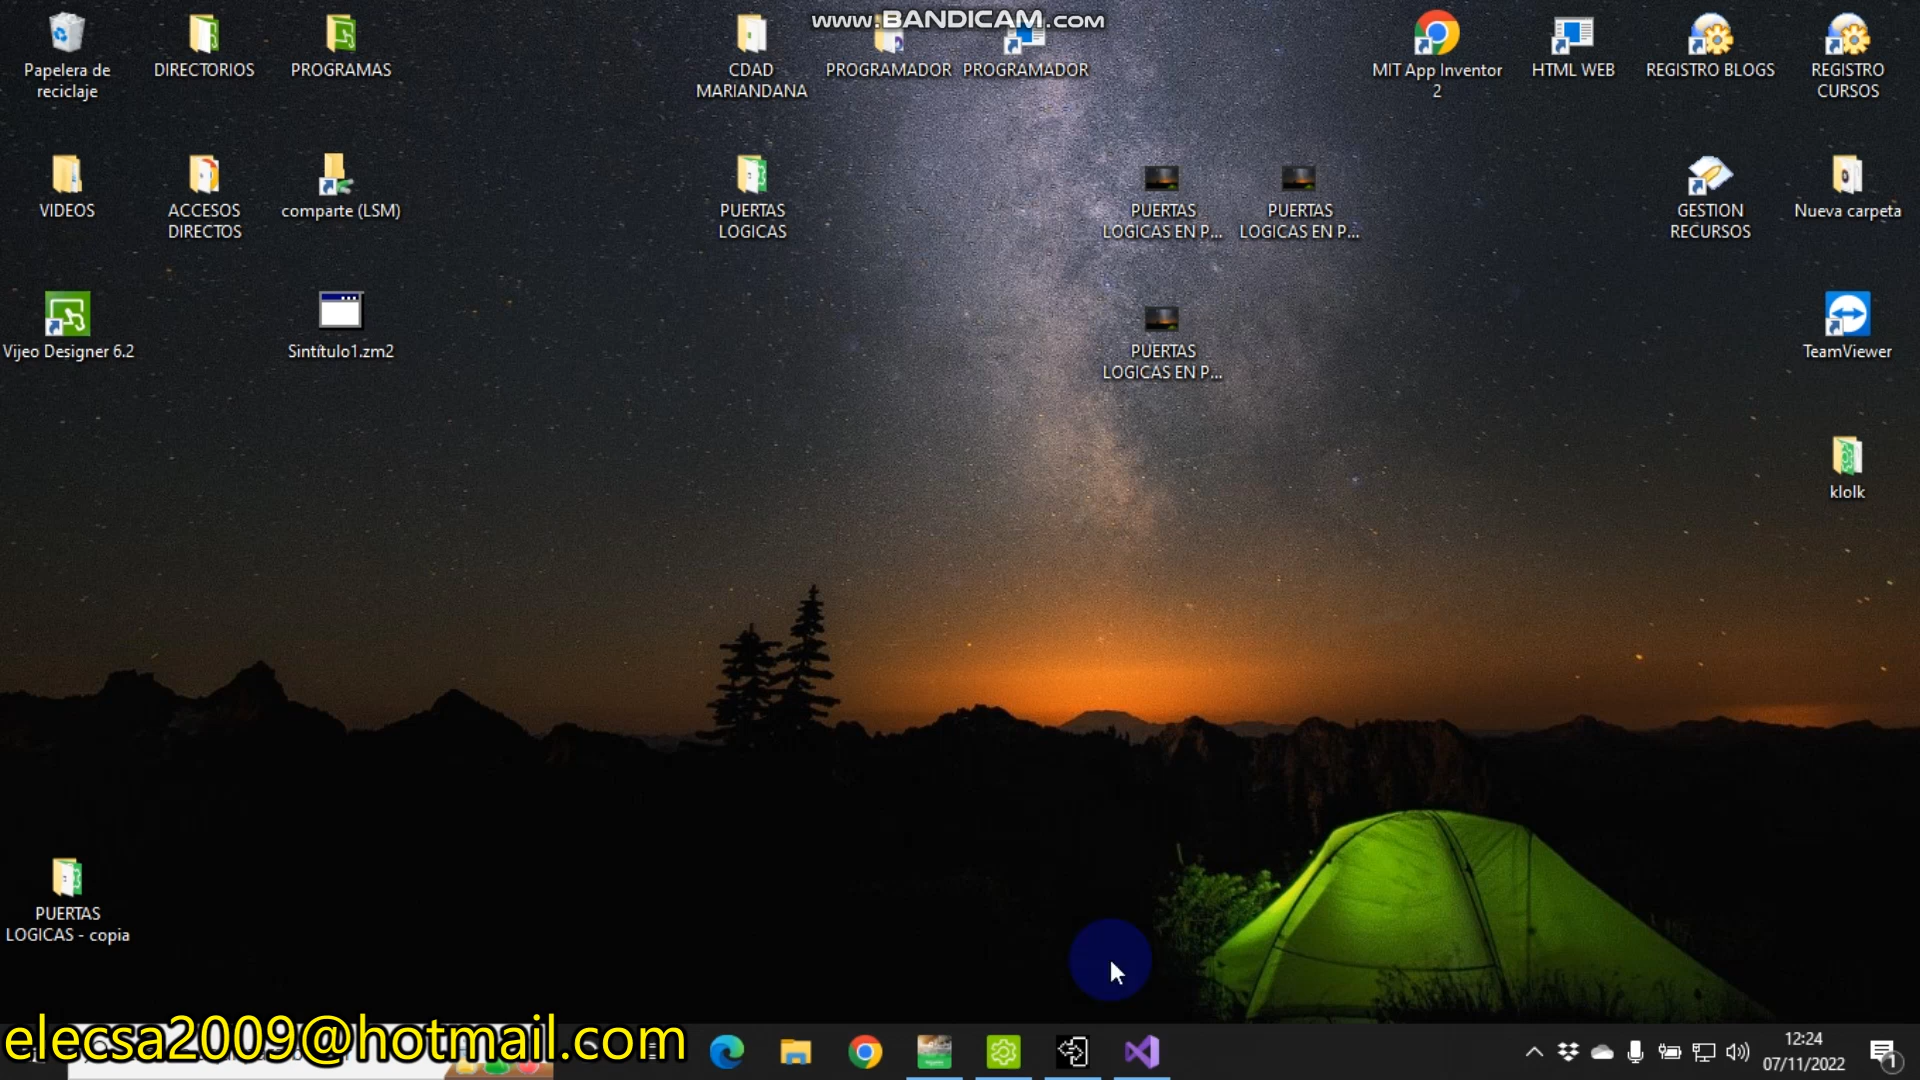 www.BANDICAM.com
Papelera de
reciclaje
DIRECTORIOS
PROGRAMAS
CDAD
MARIANDANA
PROGRAMADOR
PROGRAMADOR
MIT App Inventor
2
HTML WEB
REGISTRO BLOGS
REGISTRO
CURSOS
VIDEOS
ACCESOS
DIRECTOS
comparte (LSM)
PUERTAS
LOGICAS
PUERTAS
LOGICAS EN P...
PUERTAS
LOGICAS EN P...
GESTION
RECURSOS
Nueva carpeta
Vijeo Designer 6.2
Sintítulo1.zm2
PUERTAS
LOGICAS EN P...
TeamViewer
klolk
PUERTAS
LOGICAS - copia
elecsa2009@hotmail.com
12:24
07/11/2022
1